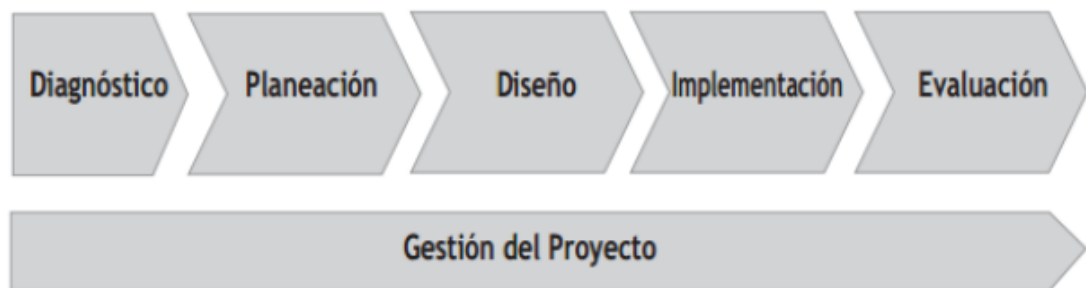 Diagnóstico
Planeación
Diseño
Implementación
Evaluación
Gestión del Proyecto